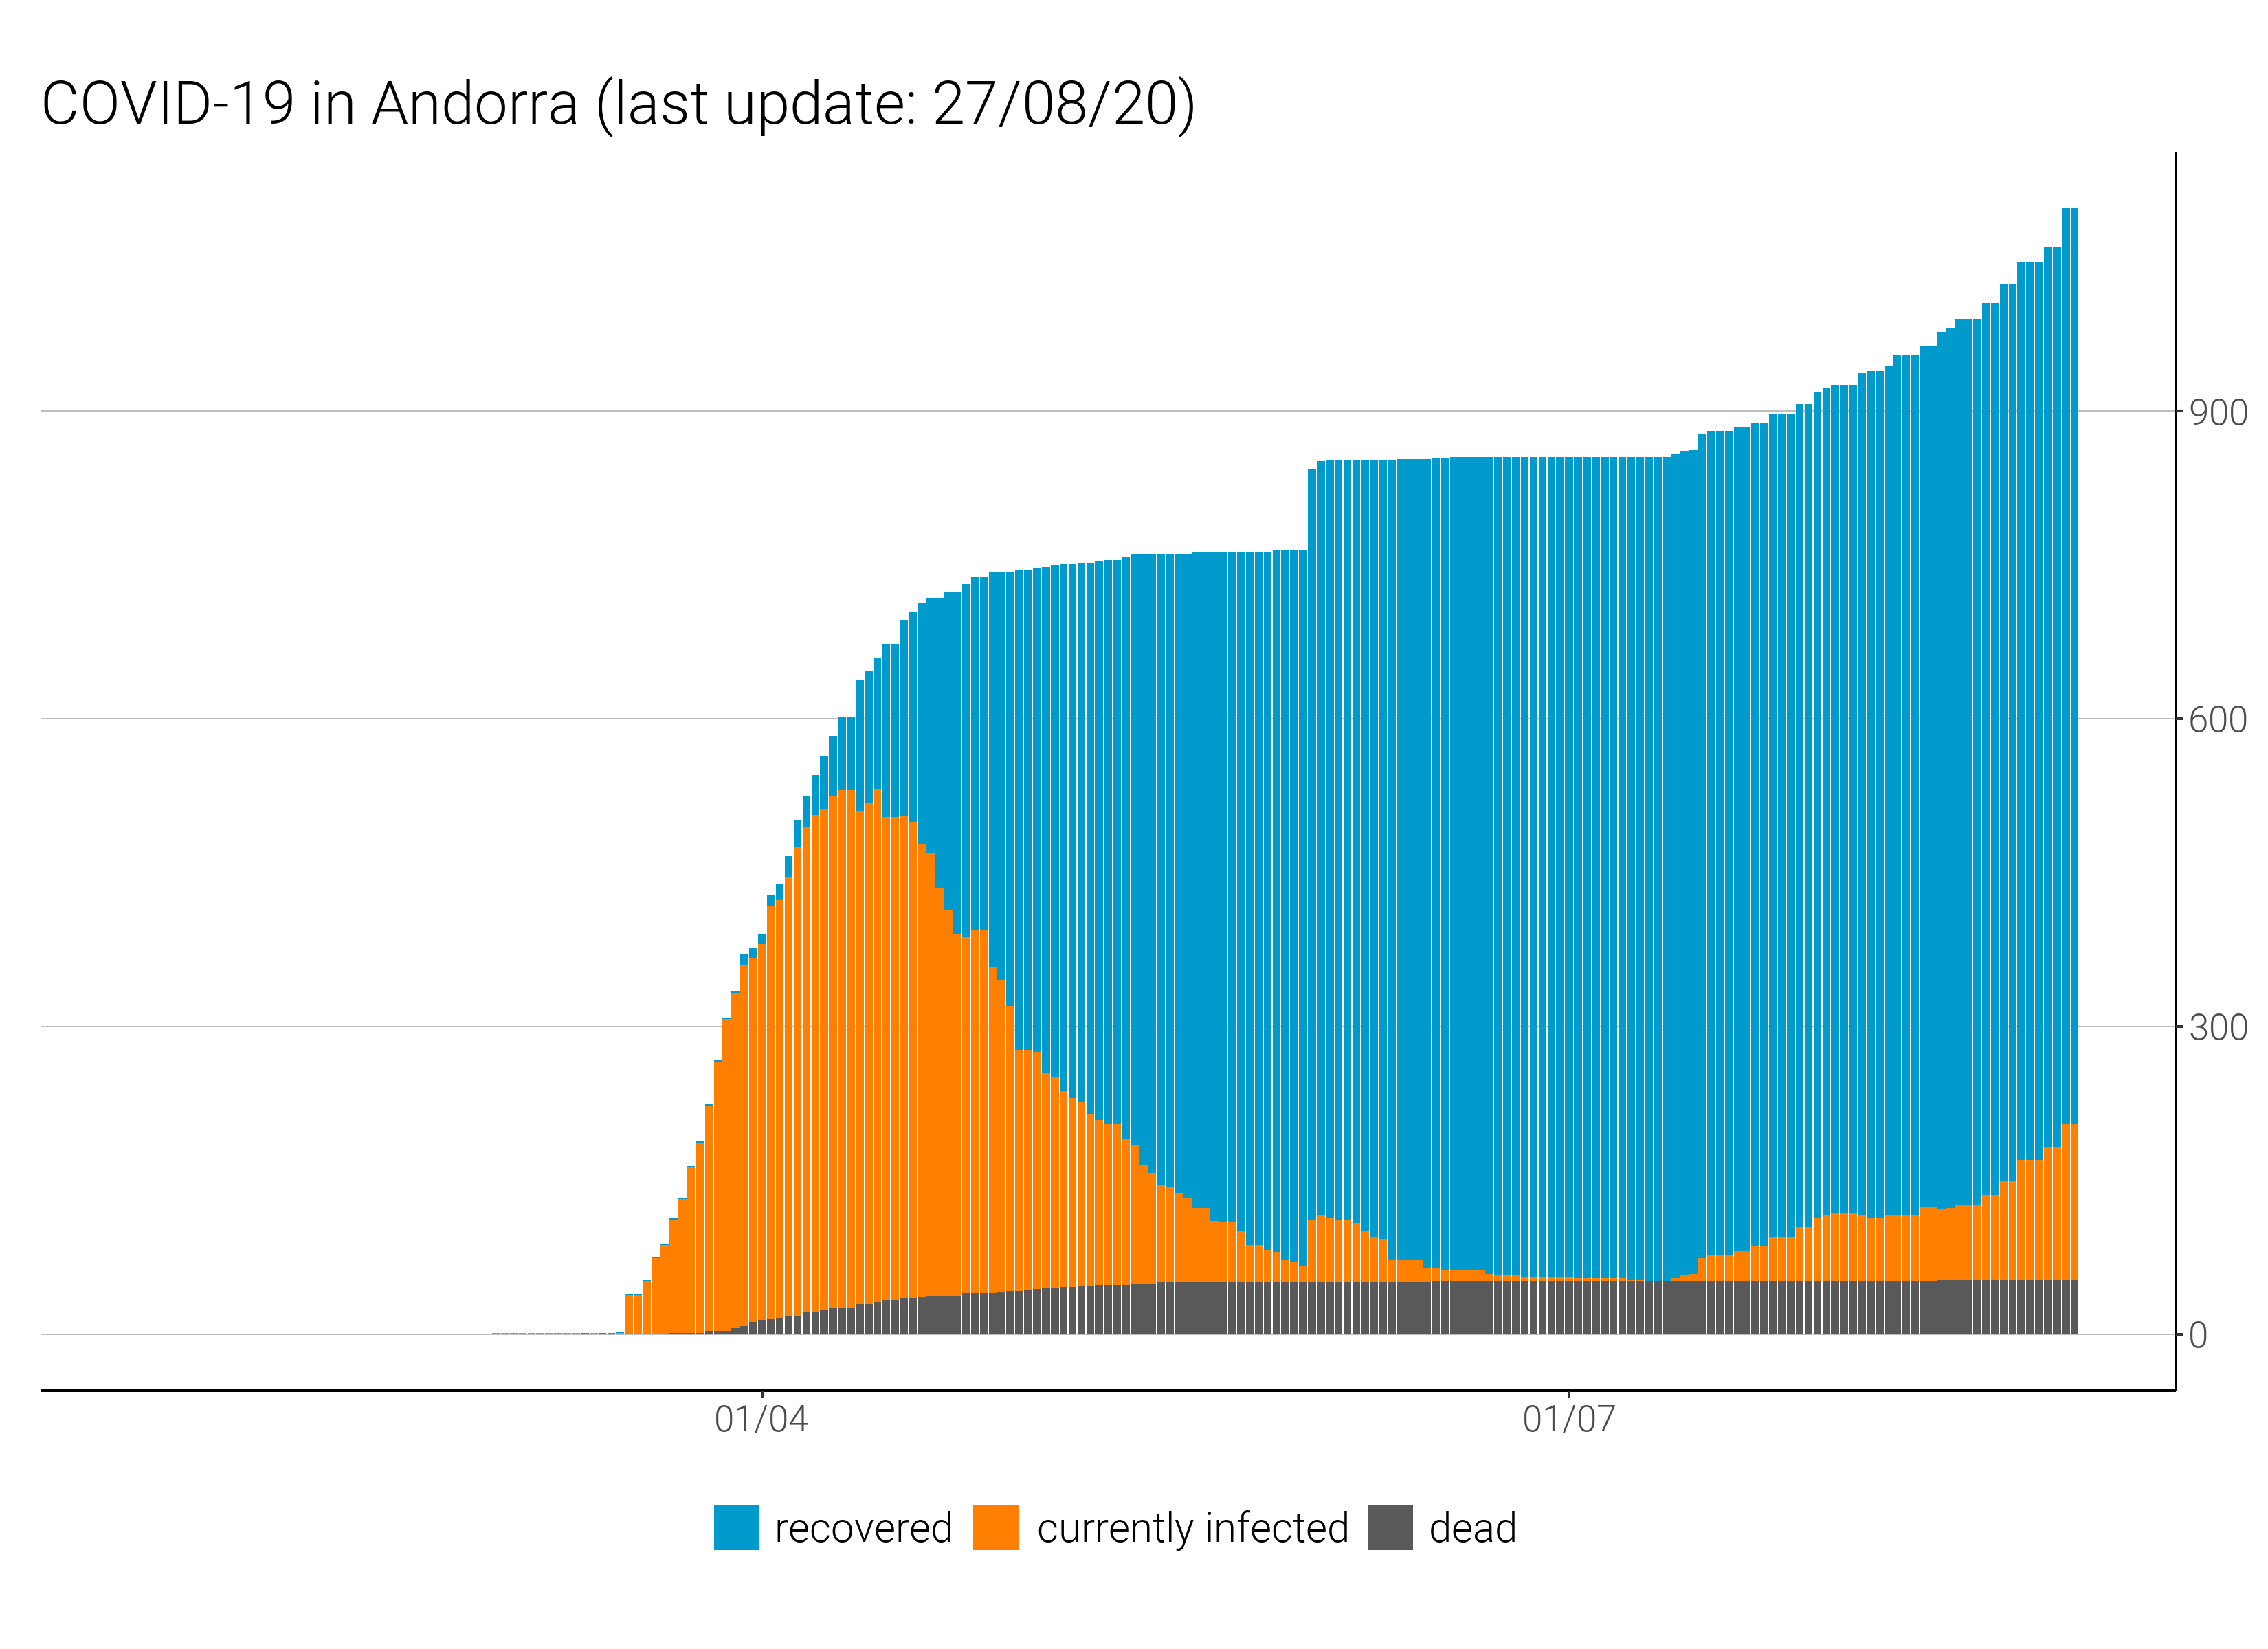 COVID-19 in Andorra (last update: 27/08/20)
900
600
300
0
01/04 01/07
recovered currently infected dead